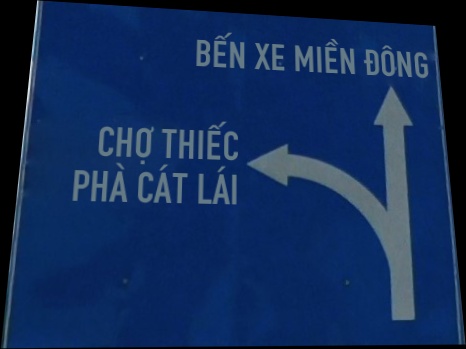 BẾN XE MIỀN ĐÔNG
CHỢ THIẾC
PHÀ CÁT LÁI